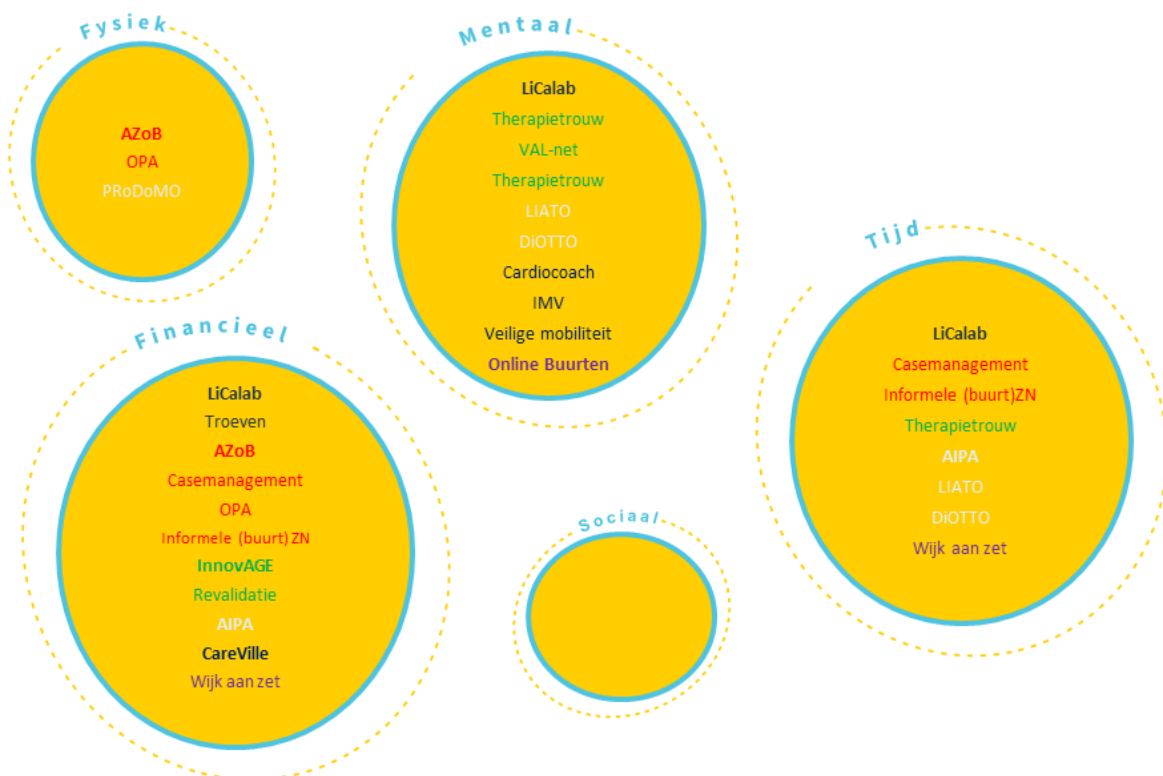 Fysiek
AZoB
OPA
PRoDoMO
Mentaal
LiCalab
Therapietrouw
VAL-net
Therapietrouw
LIATO
DiOTTO
Cardiocoach
IMV
Veilige mobiliteit
Online Buurten
Tijd
LiCalab
Casemanagement
Informele (buurt)ZN
Therapietrouw
AIPA
LIATO
DiOTTO
Wijk aan zet
Financieel
LiCalab
Troeven
AZoB
Casemanagement
OPA
Informele (buurt) ZN
InnovAGE
Revalidatie
AIPA
CareVille
Wijk aan zet
Sociaal